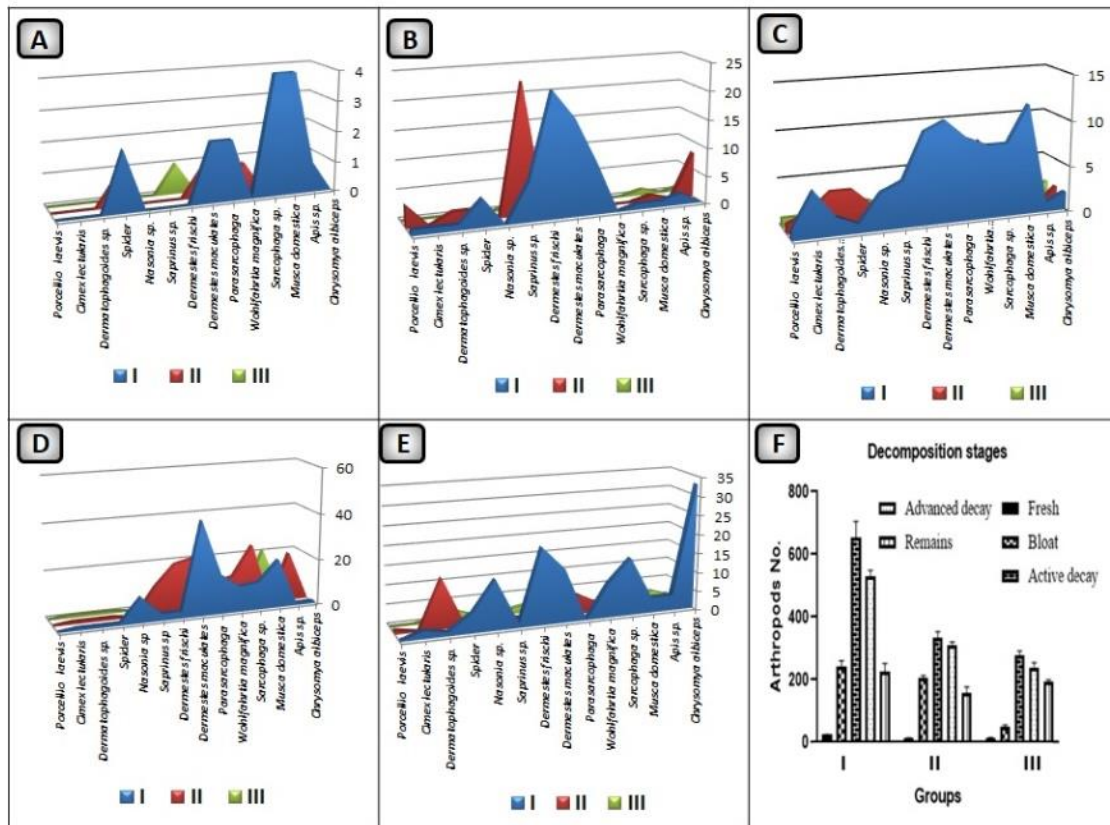 A
4
3
2
1
0
Porcellio laevis
Cimex lectularis
Dermatophagoides sp.
Spider
Nasonia sp.
Saprinus sp.
Dermestes frischi
Dermestes maculates
Parasarcophaga
Wohlfahrtia magnifica
Sarcophaga sp.
Musca domestica
Apis sp.
Chrysomya albiceps
I II III
B
25
20
15
10
5
0
Porcellio laevis
Cimex lectularis
Dermatophagoides sp.
Spider
Nasonia sp.
Saprinus sp.
Dermestes frischi
Dermestes maculates
Parasarcophaga
Wohlfahrtia magnifica
Sarcophaga sp.
Musca domestica
Apis sp.
Chrysomya albiceps
I II III
C
15
10
5
0
Porcellio laevis
Cimex lectularis
Dermatophagoides...
Spider
Nasonia sp.
Saprinus sp.
Dermestes frischi
Dermestes maculates
Parasarcophaga
Wohlfahrtia...
Sarcophaga sp.
Musca domestica
Apis sp.
Chrysomya albiceps
I II III
D
60
40
20
0
Porcellio laevis
Cimex lectularis
Dermatophagoides sp.
Spider
Nasonia sp
Saprinus sp.
Dermestes frischi
Dermestes maculates
Parasarcophaga
Wohlfahrtia magnifica
Sarcophaga sp.
Musca domestica
Apis sp.
Chrysomya albiceps
I II III
E
35
30
25
20
15
10
5
0
Porcellio laevis
Cimex lectularis
Dermatophagoides sp.
Spider
Nasonia sp.
Saprinus sp.
Dermestes frischi
Dermestes maculates
Parasarcophaga
Wohlfahrtia magnifica
Sarcophaga sp.
Musca domestica
Apis sp.
Chrysomya albiceps
I II III
F
Decomposition stages
Advanced decay Fresh
Remains Bloat
Active decay
Arthropods No.
800
600
400
200
0
I II III
Groups